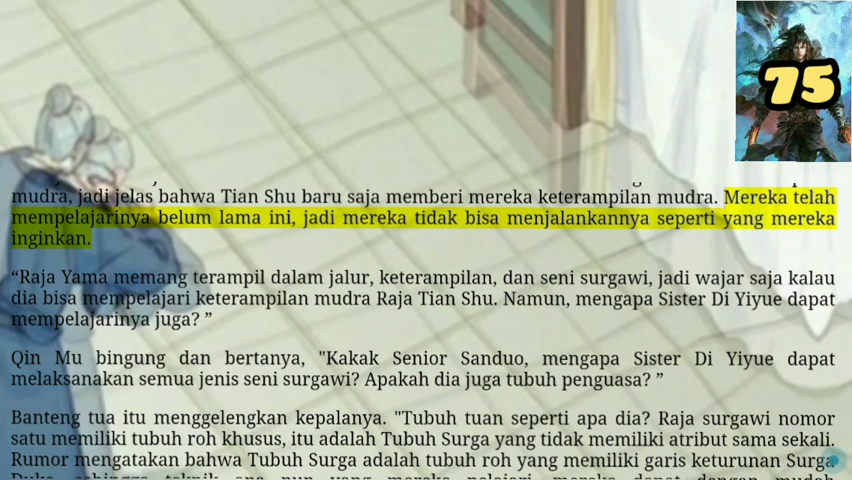 75
mudra, jadi jelas bahwa Tian Shu baru saja memberi mereka keterampilan mudra. Mereka telah
mempelajarinya belum lama ini, jadi mereka tidak bisa menjalankannya seperti yang mereka
inginkan.
“Raja Yama memang terampil dalam jalur, keterampilan, dan seni surgawi, jadi wajar saja kalau
dia bisa mempelajari keterampilan mudra Raja Tian Shu. Namun, mengapa Sister Di Yiyue dapat
mempelajarinya juga? ”
Qin Mu bingung dan bertanya, "Kakak Senior Sanduo, mengapa Sister Di Yiyue dapat
melaksanakan semua jenis seni surgawi? Apakah dia juga tubuh penguasa? ”
Banteng tua itu menggelengkan kepalanya. "Tubuh tuan seperti apa dia? Raja surgawi nomor
satu memiliki tubuh roh khusus, itu adalah Tubuh Surga yang tidak memiliki atribut sama sekali.
Rumor mengatakan bahwa Tubuh Surga adalah tubuh roh yang memiliki garis keturunan Surga